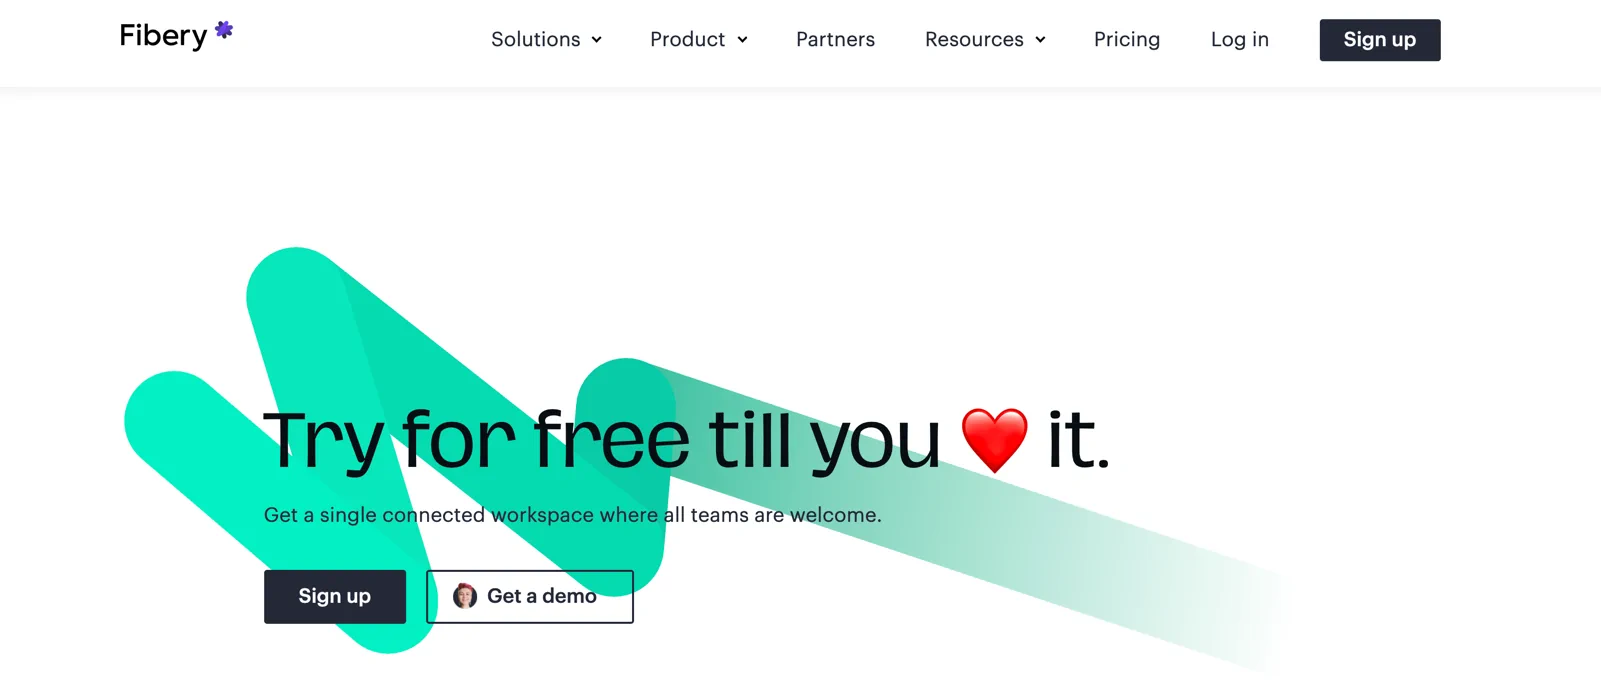 Fibery
Solutions Product Partners Resources Pricing Log in Sign up
Try for free till you ❤️ it.
Get a single connected workspace where all teams are welcome.
Sign up Get a demo